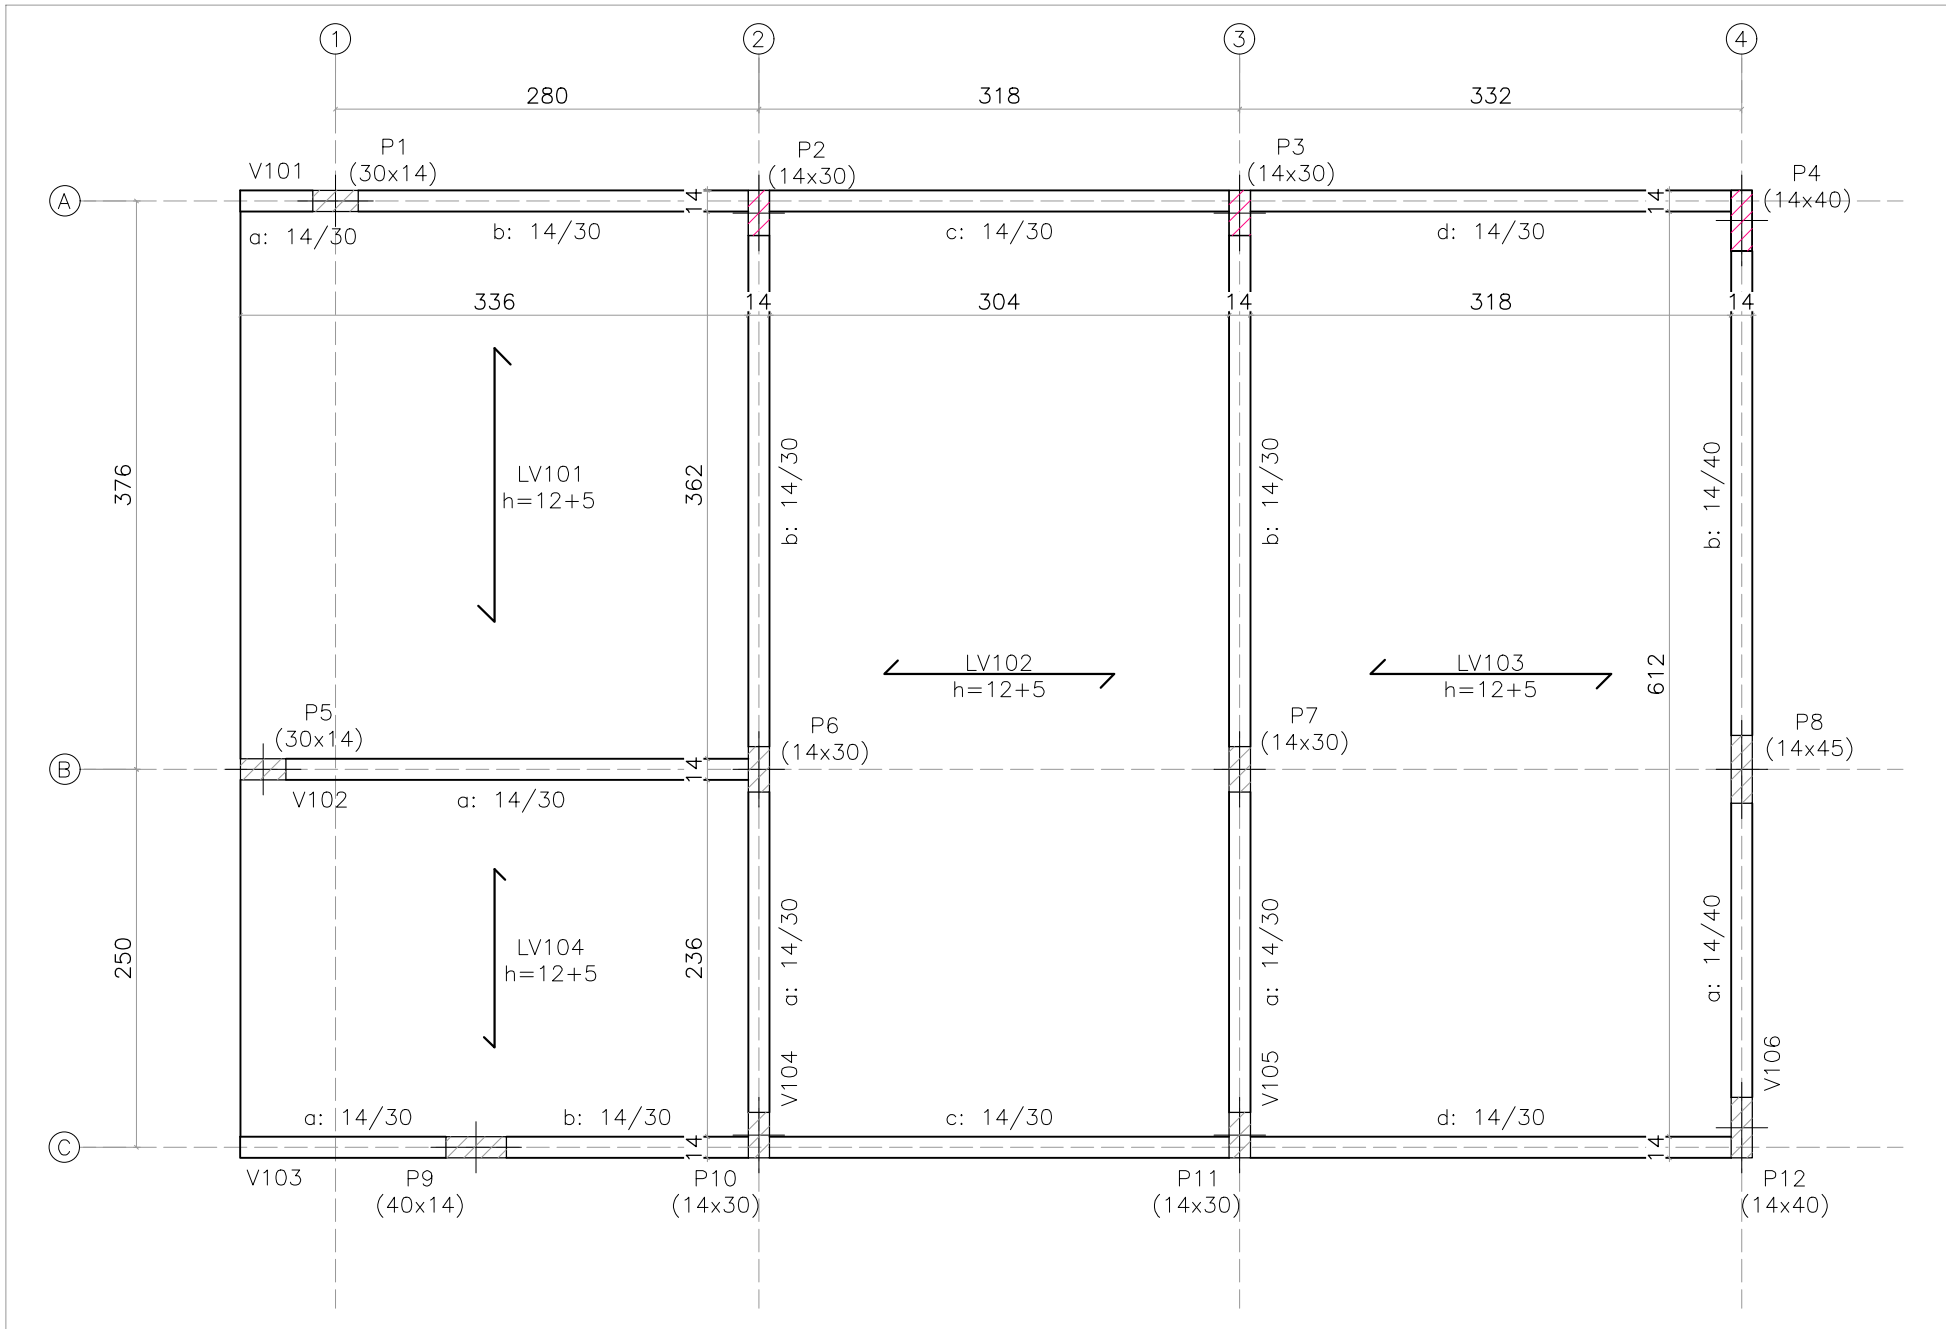 1
2
3
4
280
318
332
V101
P1
(30x14)
P2
(14x30)
P3
(14x30)
P4
(14x40)
A
14
14
a: 14/30
b: 14/30
c: 14/30
d: 14/30
336
14
304
14
318
14
376
LV101
h=12+5
362
b: 14/30
b: 14/30
b: 14/40
LV102
h=12+5
LV103
h=12+5
612
P5
(30x14)
P6
(14x30)
P7
(14x30)
P8
(14x45)
B
14
V102
a: 14/30
250
LV104
h=12+5
236
a: 14/30
a: 14/30
a: 14/40
V104
V105
V106
a: 14/30
b: 14/30
c: 14/30
d: 14/30
C
14
14
V103
P9
(40x14)
P10
(14x30)
P11
(14x30)
P12
(14x40)